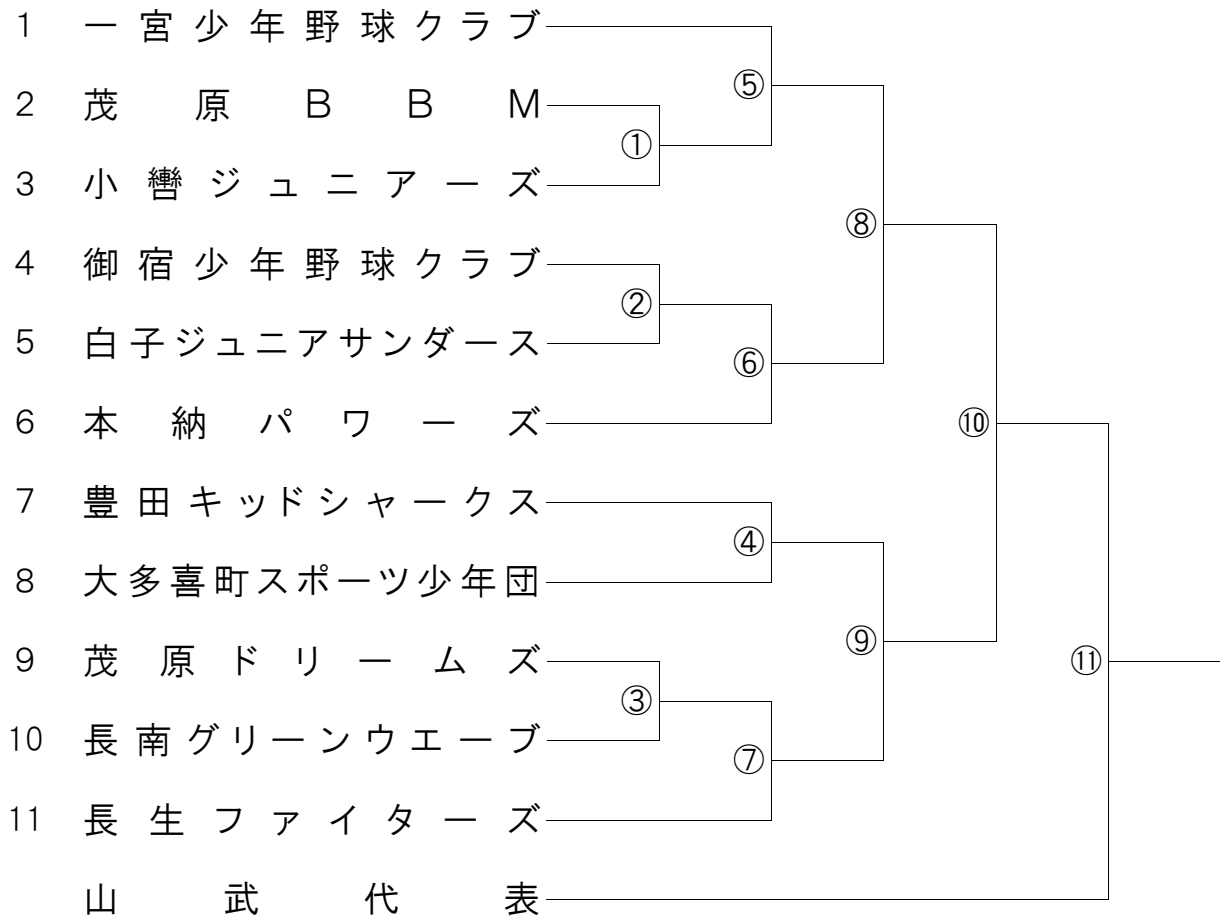 1 一宮少年野球クラブ
⑤
2 茂原BBM
①
3 小轡ジュニアーズ
⑧
4 御宿少年野球クラブ
②
5 白子ジュニアサンダース
⑥
6 本納パワーズ
⑩
7 豊田キッドシャークス
④
8 大多喜町スポーツ少年団
⑨
9 茂原ドリームズ
⑪
③
10 長南グリーンウエーブ
⑦
11 長生ファイターズ
山武代表